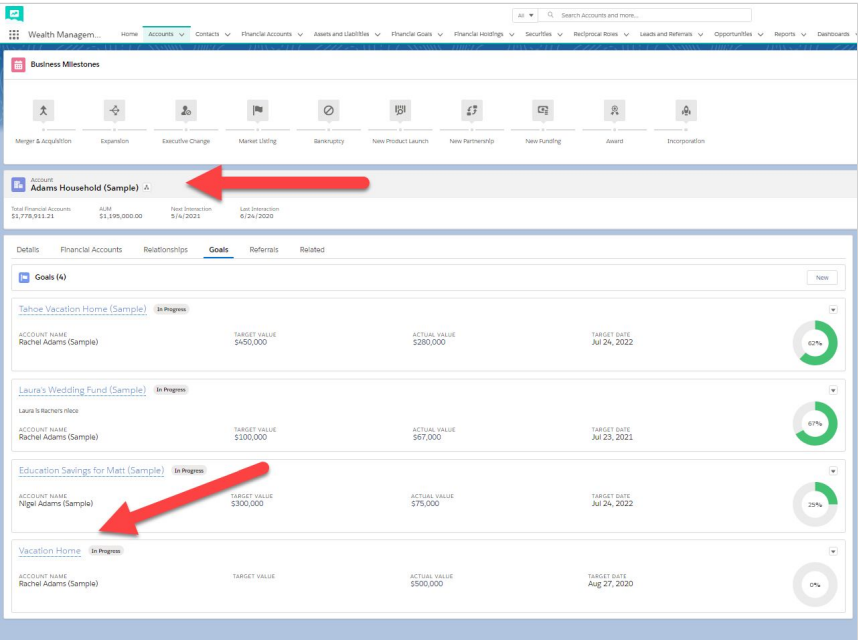 All Search Accounts and more...
Wealth Managem... Home Accounts Contacts Financial Accounts Assets and Liabilities Financial Goals Financial Holdings Securities Reciprocal Roles Leads and Referrals Opportunities Reports Dashboards
Business Milestones
Merger & Acquisition Expansion Executive Change Market Listing Bankruptcy New Product Launch New Partnership New Funding Award Incorporation
Account
Adams Household (Sample)
Total Financial Accounts AUM Next Interaction Last Interaction
$1,778,911.21 $1,195,000.00 5/4/2021 6/24/2020
Details Financial Accounts Relationships Goals Referrals Related
Goals (4) New
Tahoe Vacation Home (Sample) In Progress
ACCOUNT NAME TARGET VALUE ACTUAL VALUE TARGET DATE
Rachel Adams (Sample) $450,000 $280,000 Jul 24, 2022 62%
Laura's Wedding Fund (Sample) In Progress
Laura is Rachel's niece
ACCOUNT NAME TARGET VALUE ACTUAL VALUE TARGET DATE
Rachel Adams (Sample) $100,000 $67,000 Jul 23, 2021 67%
Education Savings for Matt (Sample) In Progress
ACCOUNT NAME TARGET VALUE ACTUAL VALUE TARGET DATE
Nigel Adams (Sample) $300,000 $75,000 Jul 24, 2022 25%
Vacation Home In Progress
ACCOUNT NAME TARGET VALUE ACTUAL VALUE TARGET DATE
Rachel Adams (Sample) $500,000 Aug 27, 2020 0%